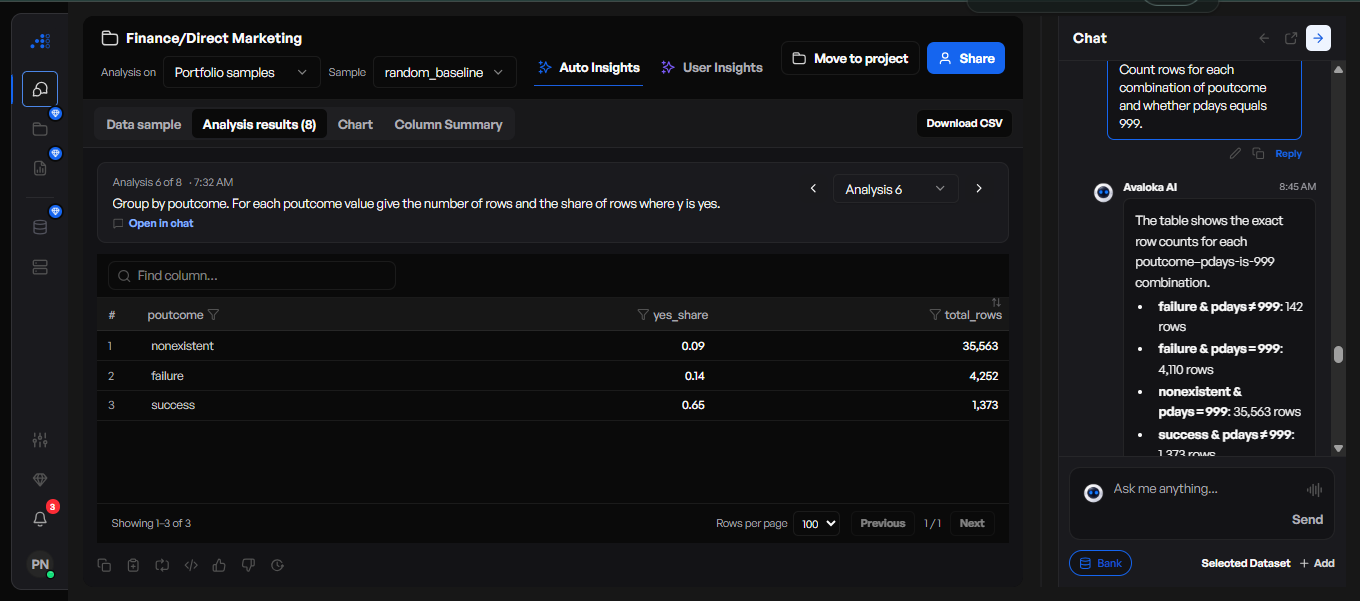 Finance/Direct Marketing
Analysis on
Portfolio samples
Sample
random_baseline
Auto Insights
User Insights
Move to project
Share
Data sample
Analysis results (8)
Chart
Column Summary
Download CSV
Analysis 6 of 8 · 7:32 AM
Group by poutcome. For each poutcome value give the number of rows and the share of rows where y is yes.
Open in chat
Analysis 6
Find column...
# poutcome yes_share total_rows
1 nonexistent 0.09 35,563
2 failure 0.14 4,252
3 success 0.65 1,373
Showing 1–3 of 3
Rows per page 100
Previous
1 / 1
Next
3
PN
Chat
Count rows for each
combination of poutcome
and whether pdays equals
999.
Reply
Avaloka AI
8:45 AM
The table shows the exact
row counts for each
poutcome–pdays-is-999
combination.
• failure & pdays ≠ 999: 142
rows
• failure & pdays = 999:
4,110 rows
• nonexistent &
pdays = 999: 35,563 rows
• success & pdays ≠ 999:
1,373 rows
Ask me anything...
Send
Bank
Selected Dataset
+ Add